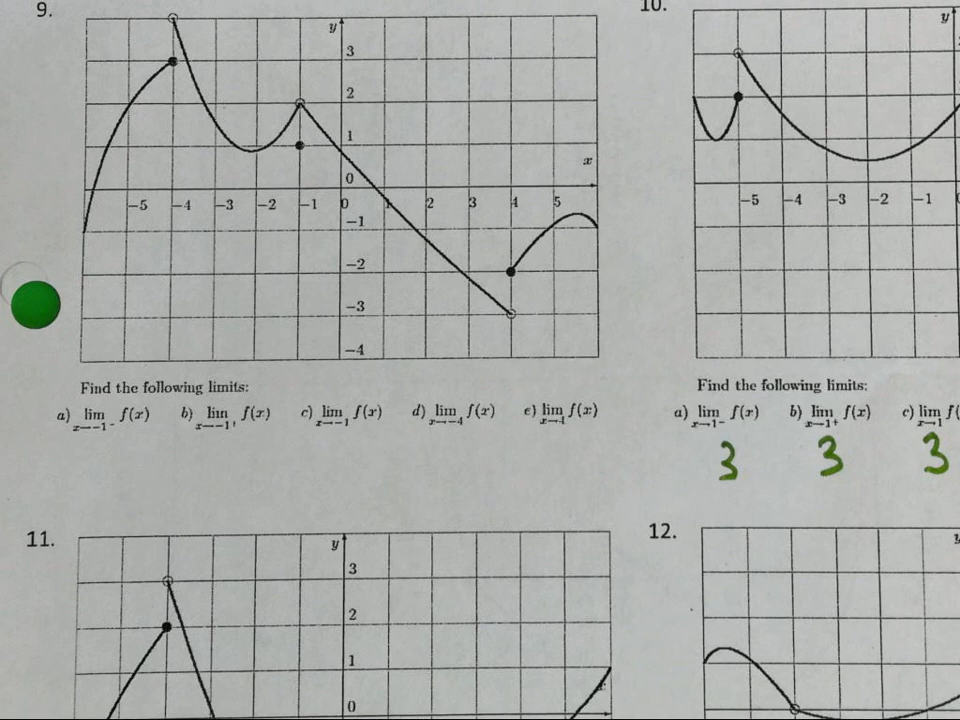 9.
10.
y
y
3
2
1
x
0
-5 -4 -3 -2 -1 0 1 2 3 4 5
-5 -4 -3 -2 -1
-1
-2
-3
-4
Find the following limits:
a) lim f(x) b) lim f(x) c) lim f(x) d) lim f(x) e) lim f(x)
x→-1- x→-1+ x→-1 x→-4 x→4
Find the following limits:
a) lim f(x) b) lim f(x) c) lim f(
x→1- x→1+ x→1
3 3 3
11.
12.
y
3
2
1
x
0